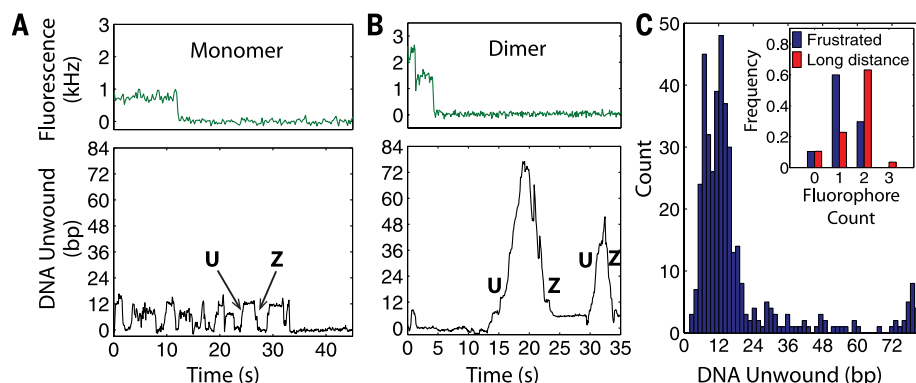 A
Monomer
Fluorescence
(kHz)
3
2
1
0
DNA Unwound
(bp)
84
72
60
48
36
24
12
0
U
Z
0
10
20
30
40
Time (s)
B
Dimer
3
2
1
0
84
72
60
48
36
24
12
0
U
Z
U
Z
0
5
10
15
20
25
30
35
Time (s)
C
Count
50
40
30
20
10
0
0
12
24
36
48
60
72
DNA Unwound (bp)
Frustrated
Long distance
Frequency
0.8
0.6
0.4
0.2
0
0
1
2
3
Fluorophore
Count